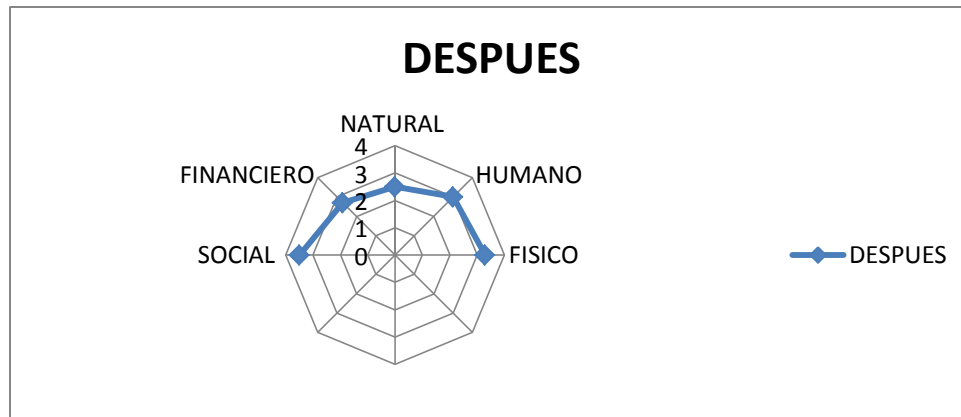 DESPUES
NATURAL
4
FINANCIERO
3
HUMANO
2
1
SOCIAL
0
FISICO
DESPUES